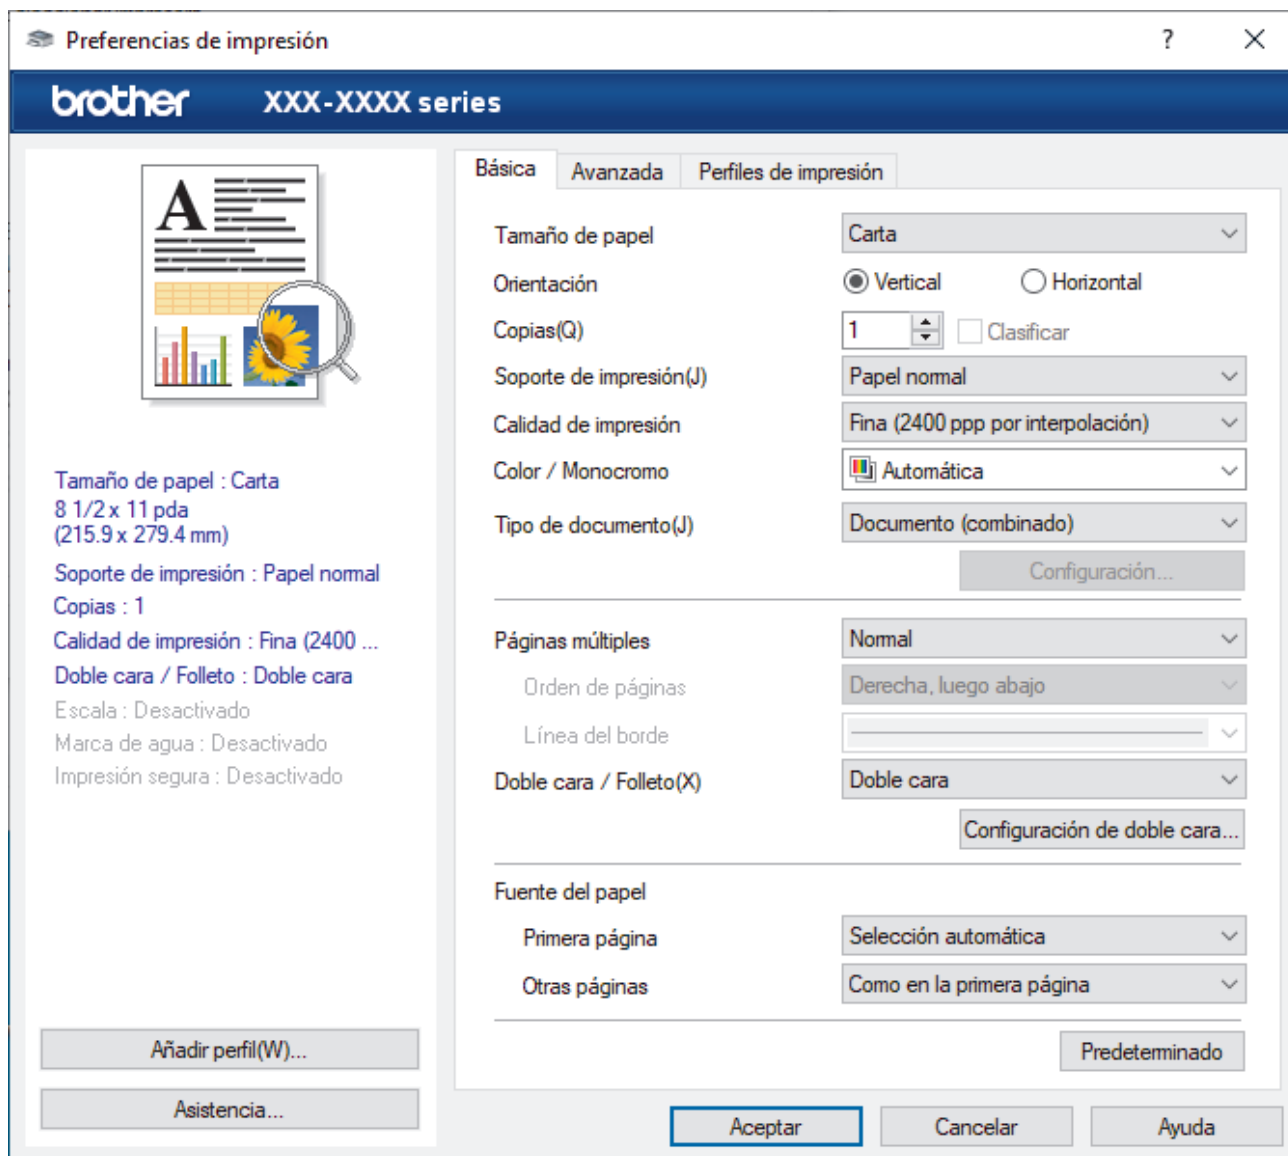 Preferencias de impresión
?
brother XXX-XXXX series
A
Tamaño de papel : Carta
8 1/2 x 11 pda
(215.9 x 279.4 mm)
Soporte de impresión : Papel normal
Copias : 1
Calidad de impresión : Fina (2400 ...
Doble cara / Folleto : Doble cara
Escala : Desactivado
Marca de agua : Desactivado
Impresión segura : Desactivado
Añadir perfil(W)...
Asistencia...
Básica Avanzada Perfiles de impresión
Tamaño de papel Carta
Orientación Vertical Horizontal
Copias(Q) 1 Clasificar
Soporte de impresión(J) Papel normal
Calidad de impresión Fina (2400 ppp por interpolación)
Color / Monocromo Automática
Tipo de documento(J) Documento (combinado)
Configuración...
Páginas múltiples Normal
Orden de páginas Derecha, luego abajo
Línea del borde
Doble cara / Folleto(X) Doble cara
Configuración de doble cara...
Fuente del papel
Primera página Selección automática
Otras páginas Como en la primera página
Predeterminado
Aceptar Cancelar Ayuda